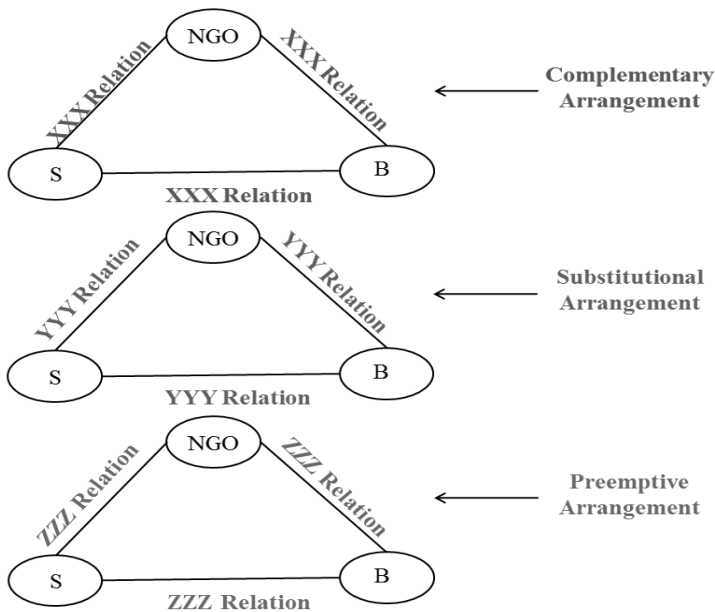 NGO
XXX Relation
XXX Relation
Complementary
Arrangement
S
B
XXX Relation
NGO
YYY Relation
YYY Relation
Substitutional
Arrangement
S
B
YYY Relation
NGO
ZZZ Relation
ZZZ Relation
Preemptive
Arrangement
S
B
ZZZ Relation